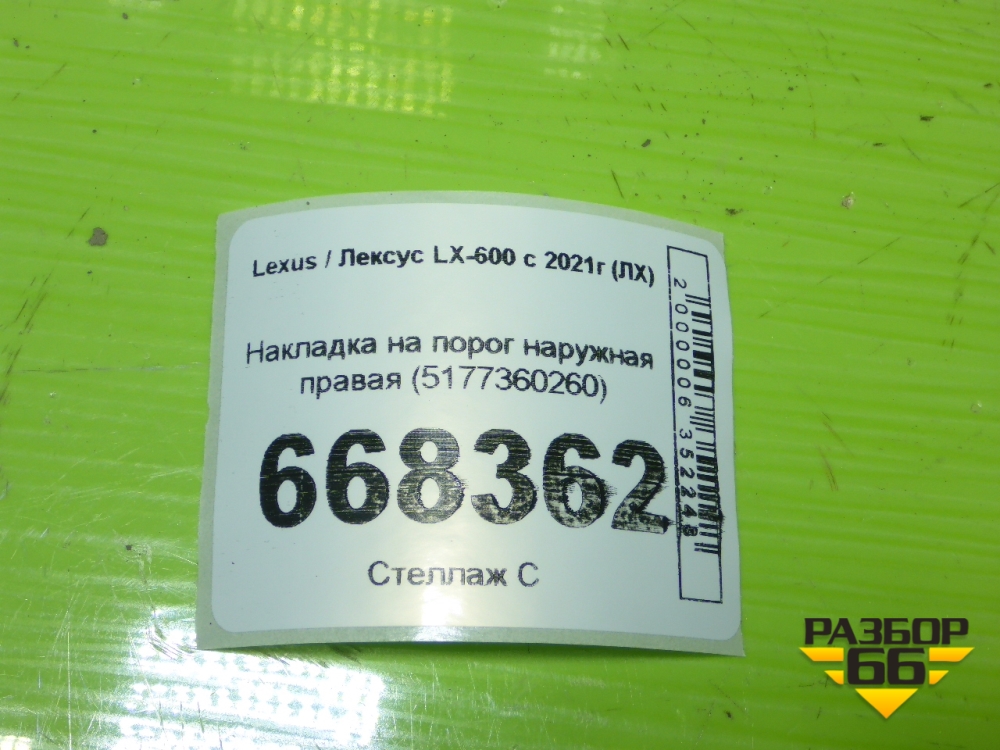 Lexus / Лексус LX-600 с 2021г (ЛХ)
Накладка на порог наружная
правая (5177360260)
668362
Стеллаж С
2000006352248
РАЗБОР
66